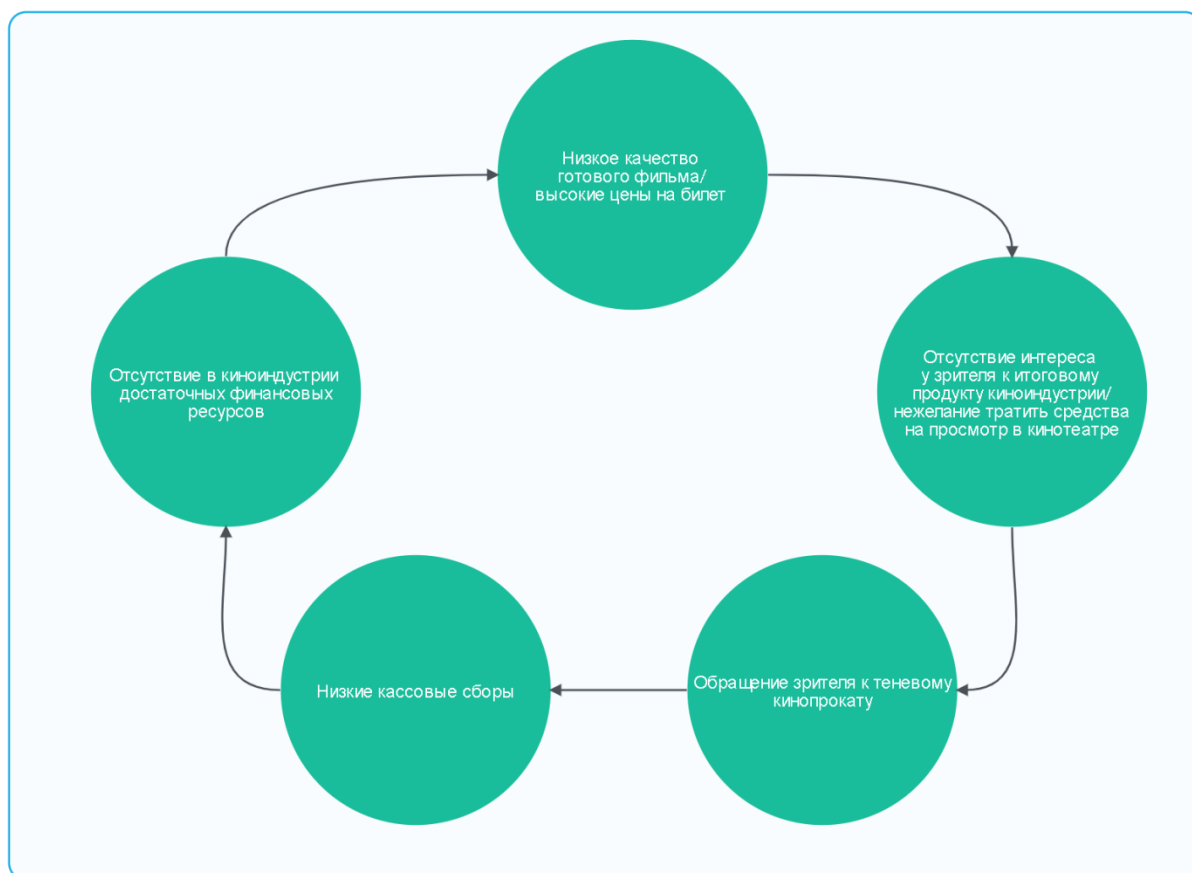 Низкое качество
готового фильма/
высокие цены на билет
Отсутствие интереса
у зрителя к итоговому
продукту киноиндустрии/
нежелание тратить средства
на просмотр в кинотеатре
Обращение зрителя к теневому
кинопрокату
Низкие кассовые сборы
Отсутствие в киноиндустрии
достаточных финансовых
ресурсов